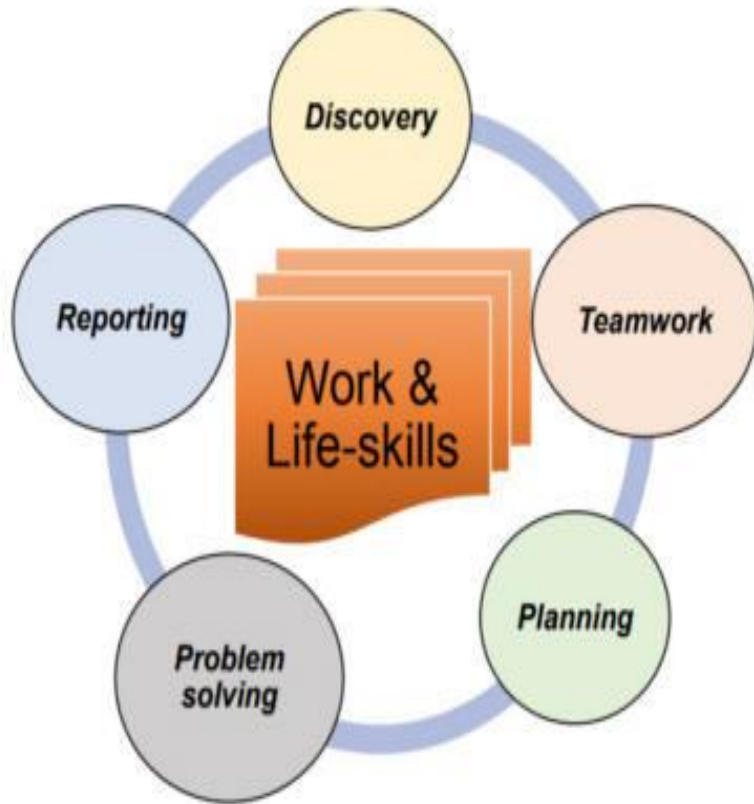 Discovery
Reporting
Teamwork
Work &
Life-skills
Planning
Problem
solving